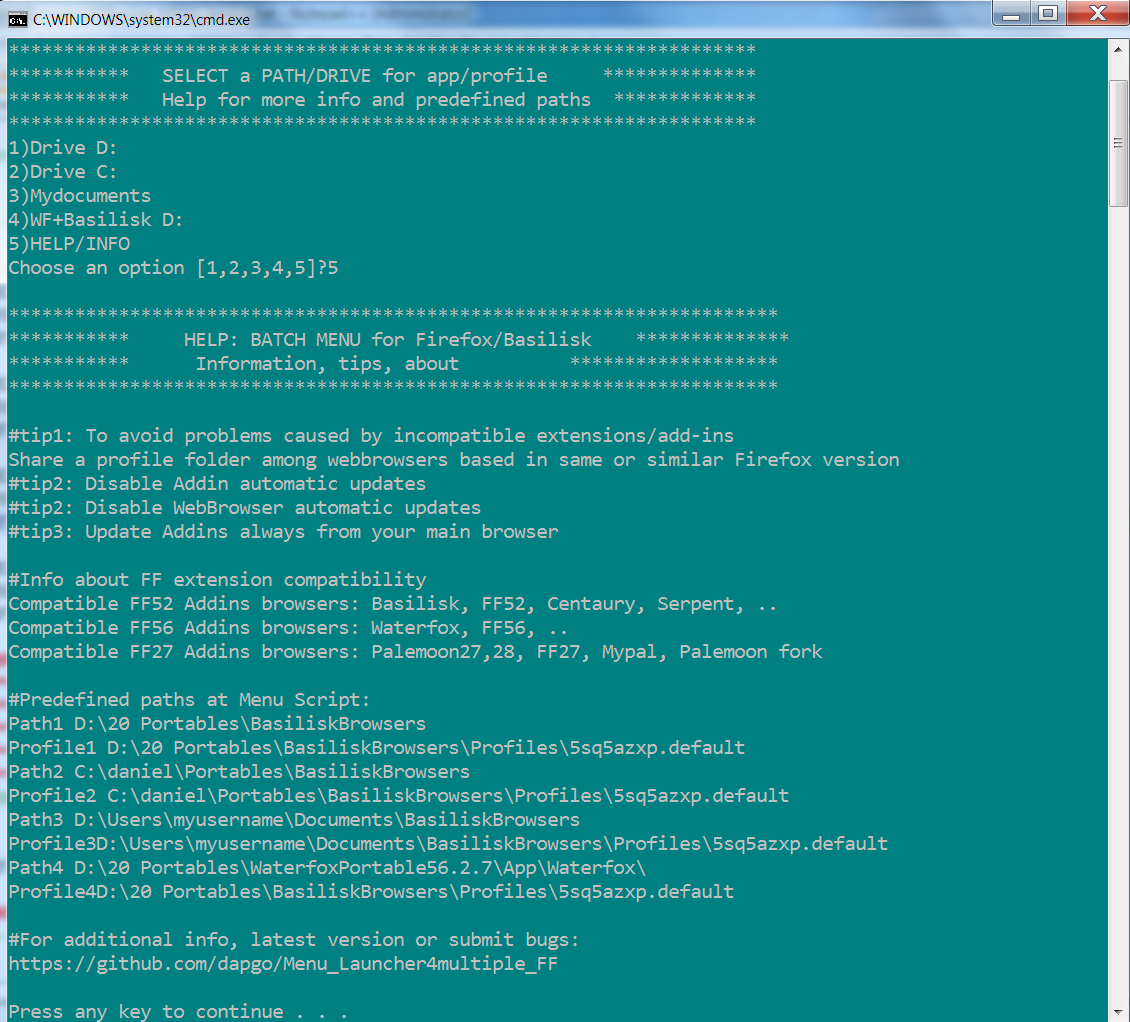 C:\WINDOWS\system32\cmd.exe
********************************************************************
***********   SELECT a PATH/DRIVE for app/profile     **************
***********   Help for more info and predefined paths  *************
********************************************************************
1)Drive D:
2)Drive C:
3)Mydocuments
4)WF+Basilisk D:
5)HELP/INFO
Choose an option [1,2,3,4,5]?5
**********************************************************************
***********     HELP: BATCH MENU for Firefox/Basilisk    **************
***********      Information, tips, about          *******************
**********************************************************************
#tip1: To avoid problems caused by incompatible extensions/add-ins
Share a profile folder among webbrowsers based in same or similar Firefox version
#tip2: Disable Addin automatic updates
#tip2: Disable WebBrowser automatic updates
#tip3: Update Addins always from your main browser
#Info about FF extension compatibility
Compatible FF52 Addins browsers: Basilisk, FF52, Centaury, Serpent, ..
Compatible FF56 Addins browsers: Waterfox, FF56, ..
Compatible FF27 Addins browsers: Palemoon27,28, FF27, Mypal, Palemoon fork
#Predefined paths at Menu Script:
Path1 D:\20 Portables\BasiliskBrowsers
Profile1 D:\20 Portables\BasiliskBrowsers\Profiles\5sq5azxp.default
Path2 C:\daniel\Portables\BasiliskBrowsers
Profile2 C:\daniel\Portables\BasiliskBrowsers\Profiles\5sq5azxp.default
Path3 D:\Users\myusername\Documents\BasiliskBrowsers
Profile3D:\Users\myusername\Documents\BasiliskBrowsers\Profiles\5sq5azxp.default
Path4 D:\20 Portables\WaterfoxPortable56.2.7\App\Waterfox\
Profile4D:\20 Portables\BasiliskBrowsers\Profiles\5sq5azxp.default
#For additional info, latest version or submit bugs:
https://github.com/dapgo/Menu_Launcher4multiple_FF
Press any key to continue . . .